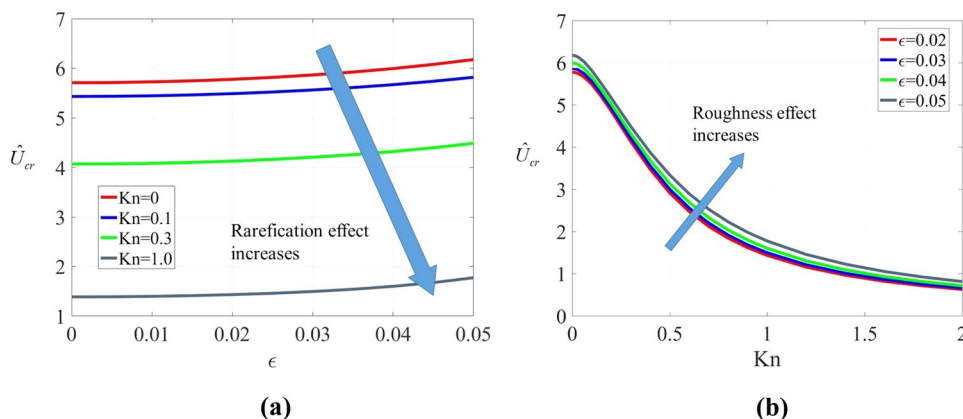 7
6
5
4
3
2
1
Û_cr
Kn=0
Kn=0.1
Kn=0.3
Kn=1.0
Rarefication effect
increases
0 0.01 0.02 0.03 0.04 0.05
ϵ
(a)
7
6
5
4
3
2
1
0
Û_cr
ϵ=0.02
ϵ=0.03
ϵ=0.04
ϵ=0.05
Roughness effect
increases
0 0.5 1 1.5 2
Kn
(b)